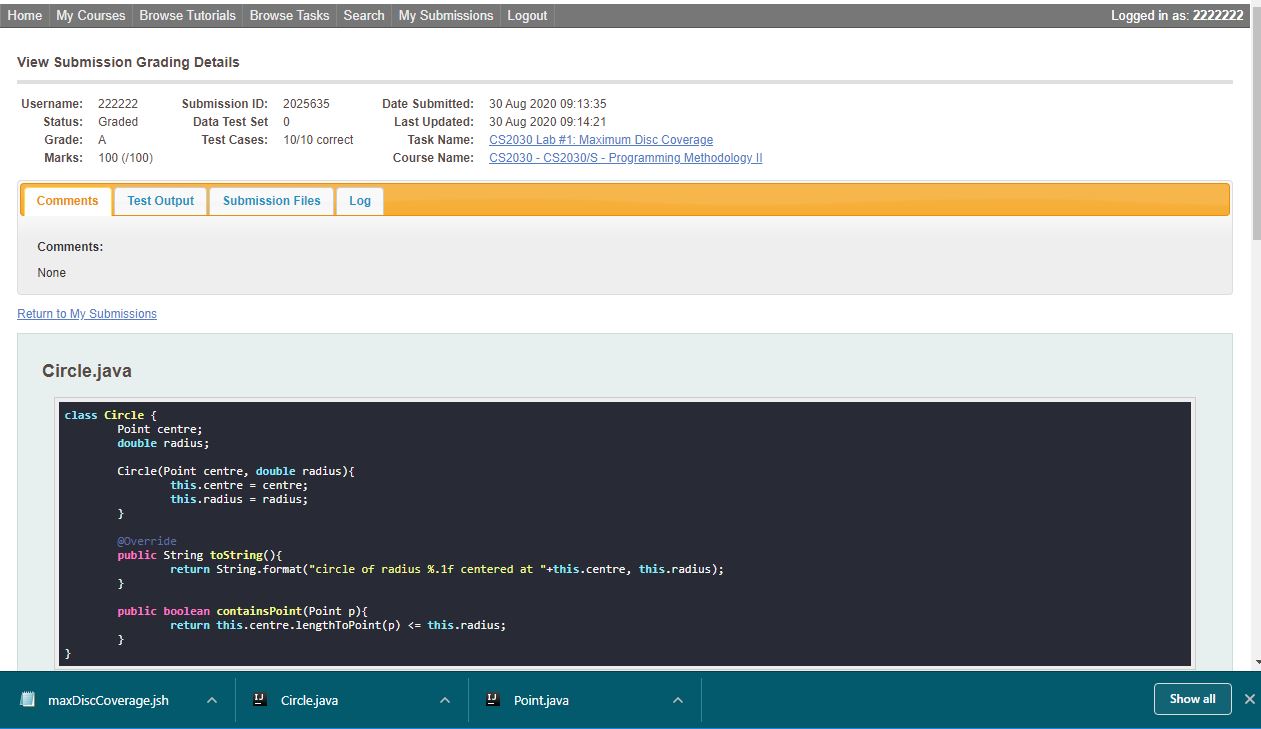 Home My Courses Browse Tutorials Browse Tasks Search My Submissions Logout Logged in as: 2222222
View Submission Grading Details
Username: 222222 Submission ID: 2025635 Date Submitted: 30 Aug 2020 09:13:35
Status: Graded Data Test Set 0 Last Updated: 30 Aug 2020 09:14:21
Grade: A Test Cases: 10/10 correct Task Name: CS2030 Lab #1: Maximum Disc Coverage
Marks: 100 (/100) Course Name: CS2030 - CS2030/S - Programming Methodology II
Comments Test Output Submission Files Log
Comments:
None
Return to My Submissions
Circle.java
class Circle {
Point centre;
double radius;
Circle(Point centre, double radius){
this.centre = centre;
this.radius = radius;
}
@Override
public String toString(){
return String.format("circle of radius %.1f centered at "+this.centre, this.radius);
}
public boolean containsPoint(Point p){
return this.centre.lengthToPoint(p) <= this.radius;
}
}
maxDiscCoverage.jsh Circle.java Point.java Show all